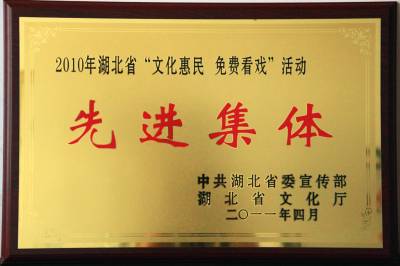 2010年湖北省“文化惠民 免费看戏”活动
先进集体
中共湖北省委宣传部
湖北省文化厅
二〇一一年四月